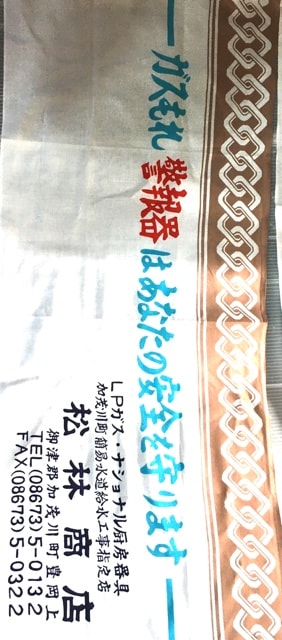 ガスもれ警報器はあなたの安全を守ります
LPガス・ナショナル厨房器具
加茂川町簡易水道給水工事指定店
松林商店
御津郡加茂川町豊岡上
TEL(08673)5-0132
FAX(08673)5-0322